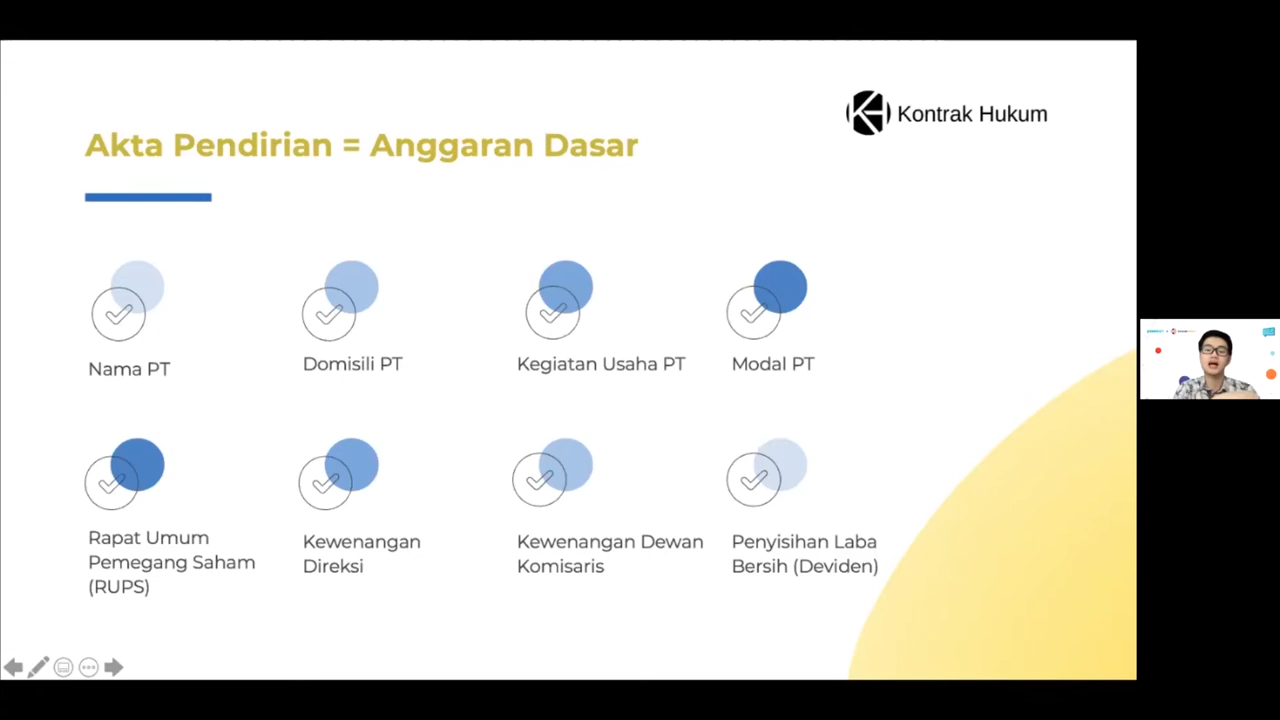 Kontrak Hukum
Akta Pendirian = Anggaran Dasar
Nama PT
Domisili PT
Kegiatan Usaha PT
Modal PT
Rapat Umum
Pemegang Saham
(RUPS)
Kewenangan
Direksi
Kewenangan Dewan
Komisaris
Penyisihan Laba
Bersih (Deviden)